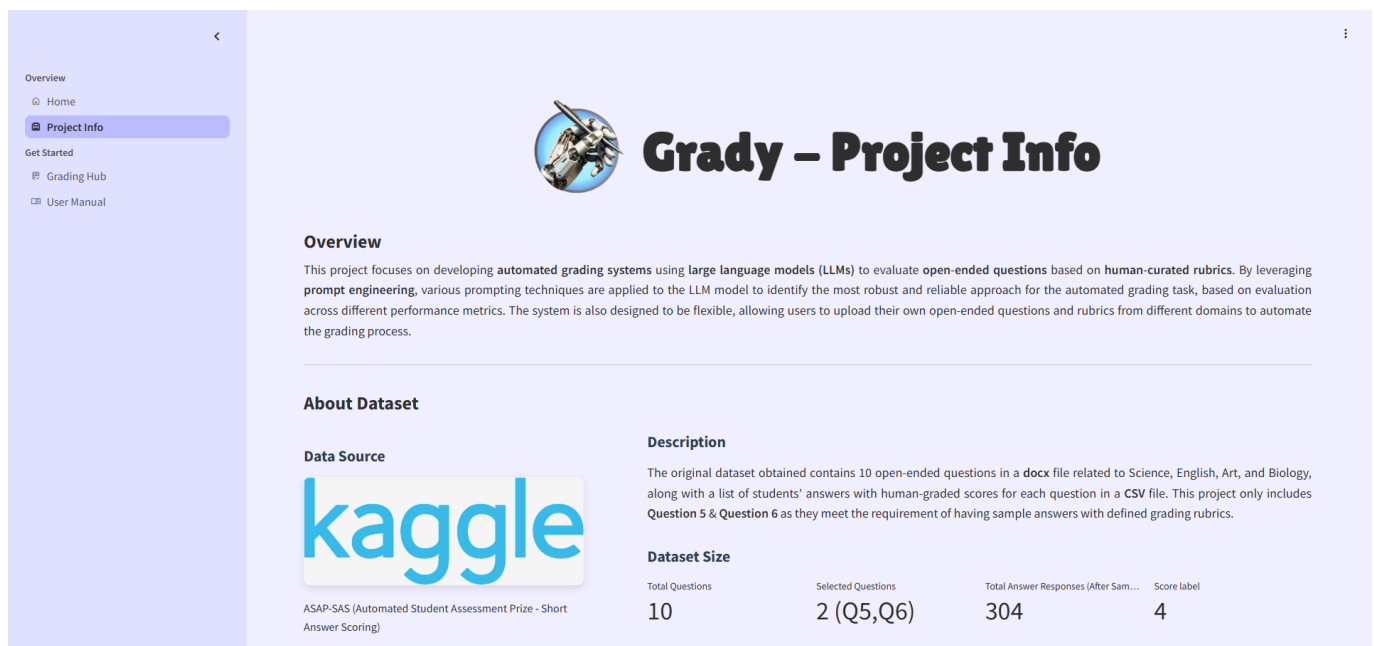 Overview
Home
Project Info
Get Started
Grading Hub
User Manual
Grady – Project Info
Overview
This project focuses on developing automated grading systems using large language models (LLMs) to evaluate open-ended questions based on human-curated rubrics. By leveraging
prompt engineering, various prompting techniques are applied to the LLM model to identify the most robust and reliable approach for the automated grading task, based on evaluation
across different performance metrics. The system is also designed to be flexible, allowing users to upload their own open-ended questions and rubrics from different domains to automate
the grading process.
About Dataset
Data Source
kaggle
ASAP-SAS (Automated Student Assessment Prize - Short
Answer Scoring)
Description
The original dataset obtained contains 10 open-ended questions in a docx file related to Science, English, Art, and Biology,
along with a list of students' answers with human-graded scores for each question in a CSV file. This project only includes
Question 5 & Question 6 as they meet the requirement of having sample answers with defined grading rubrics.
Dataset Size
Total Questions
10
Selected Questions
2 (Q5,Q6)
Total Answer Responses (After Sam...
304
Score label
4